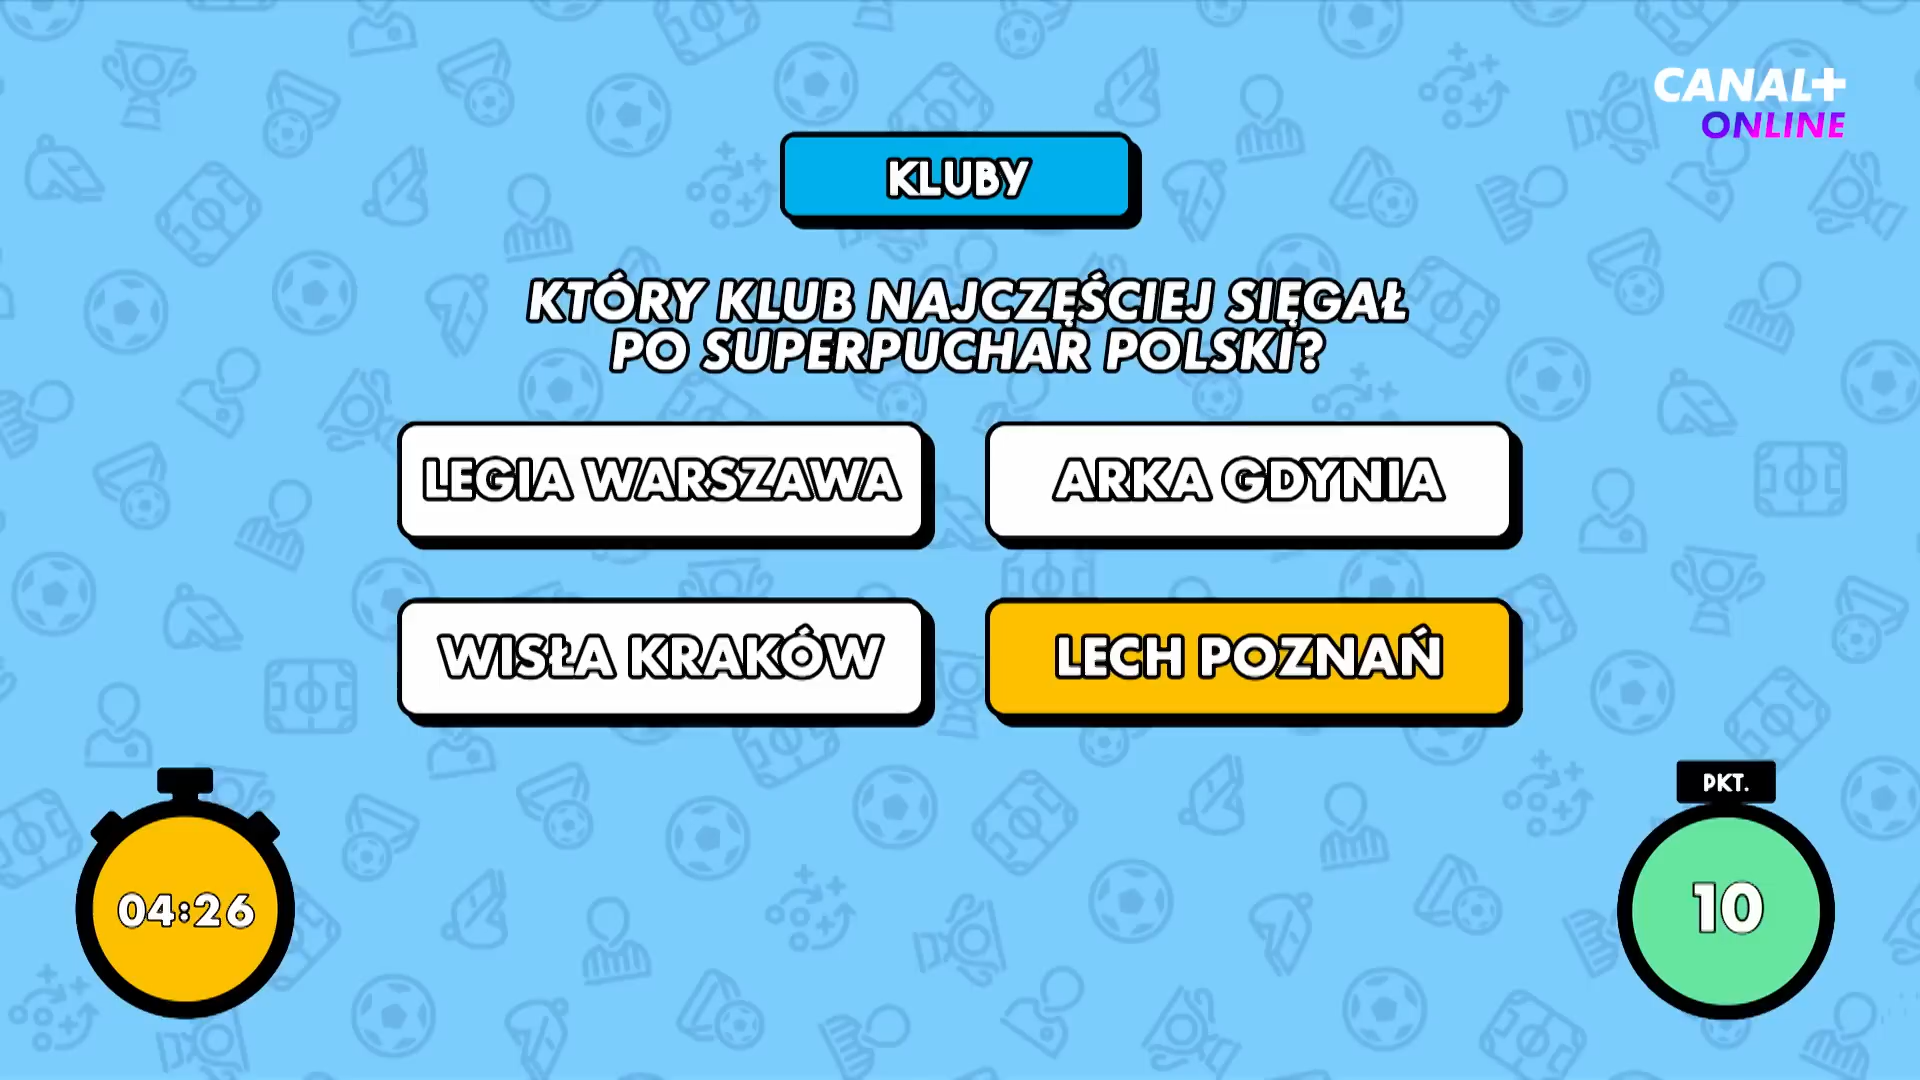 CANAL+
ONLINE
KLUBY
KTÓRY KLUB NAJCZĘŚCIEJ SIĘGAŁ
PO SUPERPUCHAR POLSKI?
LEGIA WARSZAWA
ARKA GDYNIA
WISŁA KRAKÓW
LECH POZNAŃ
04:26
PKT.
10